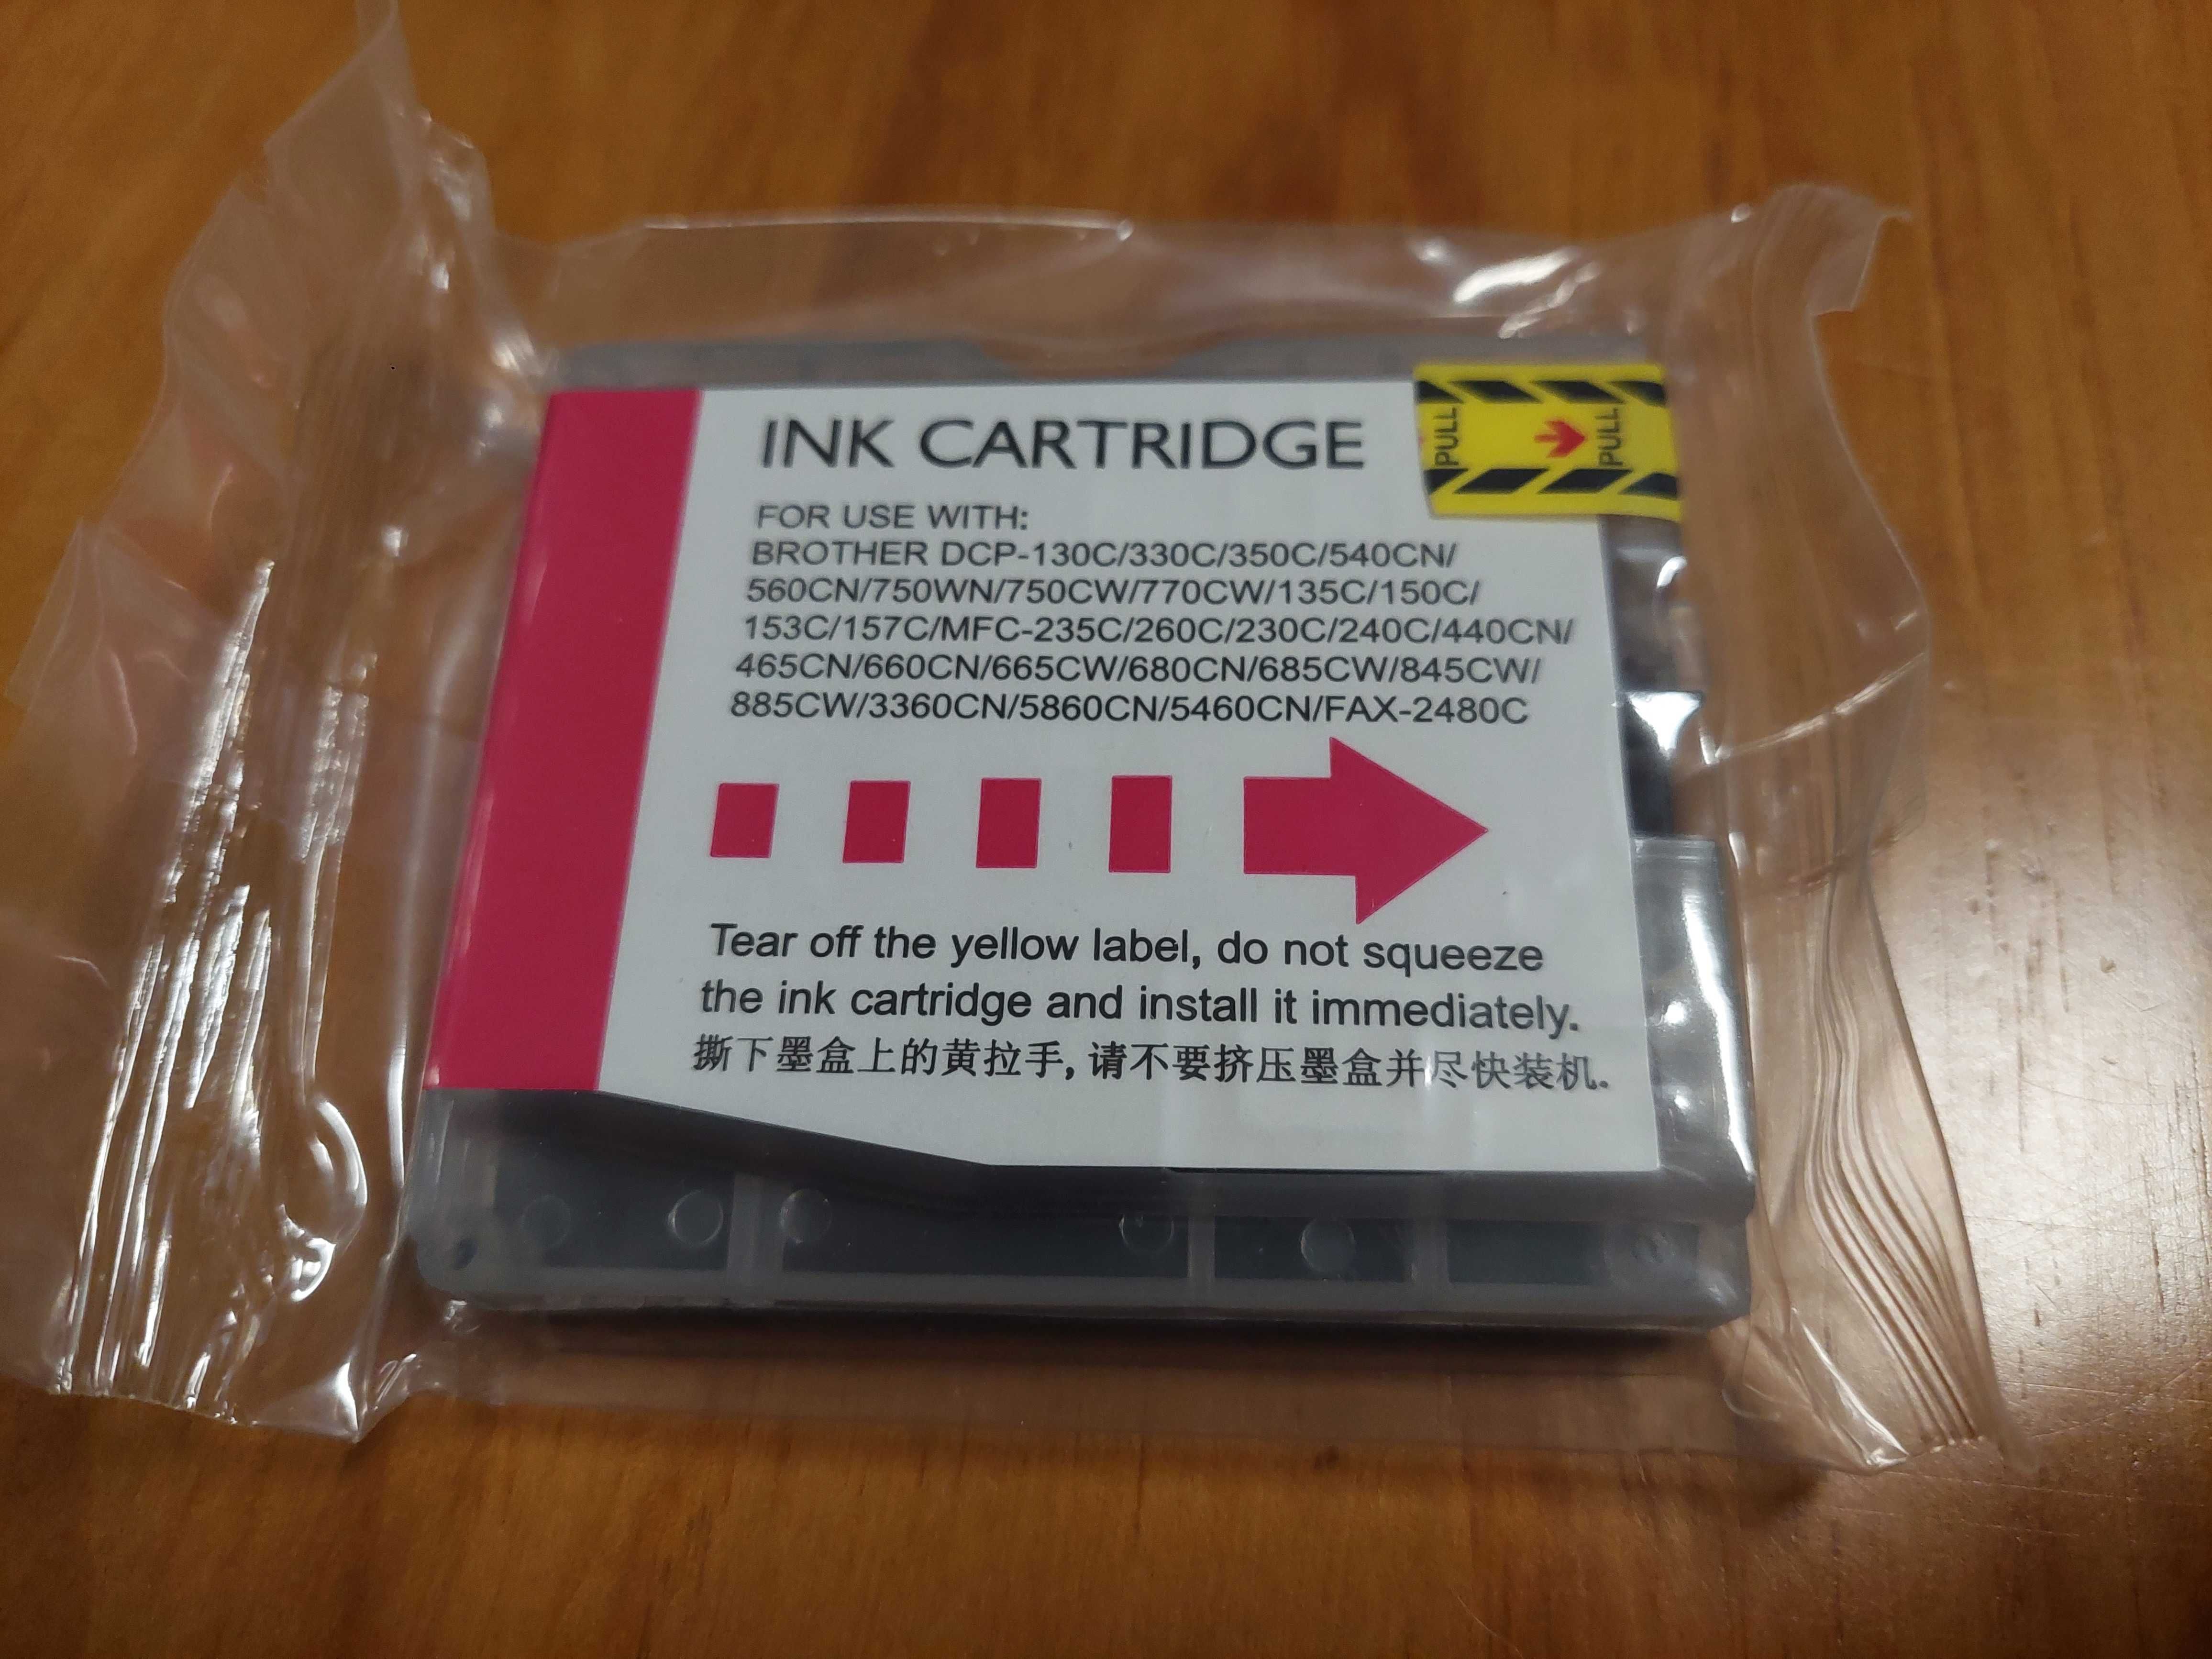 INK CARTRIDGE
PULL PULL
FOR USE WITH:
BROTHER DCP-130C/330C/350C/540CN/
560CN/750WN/750CW/770CW/135C/150C/
153C/157C/MFC-235C/260C/230C/240C/440CN/
465CN/660CN/665CW/680CN/685CW/845CW/
885CW/3360CN/5860CN/5460CN/FAX-2480C
Tear off the yellow label, do not squeeze
the ink cartridge and install it immediately.
撕下墨盒上的黄拉手,请不要挤压墨盒并尽快装机.